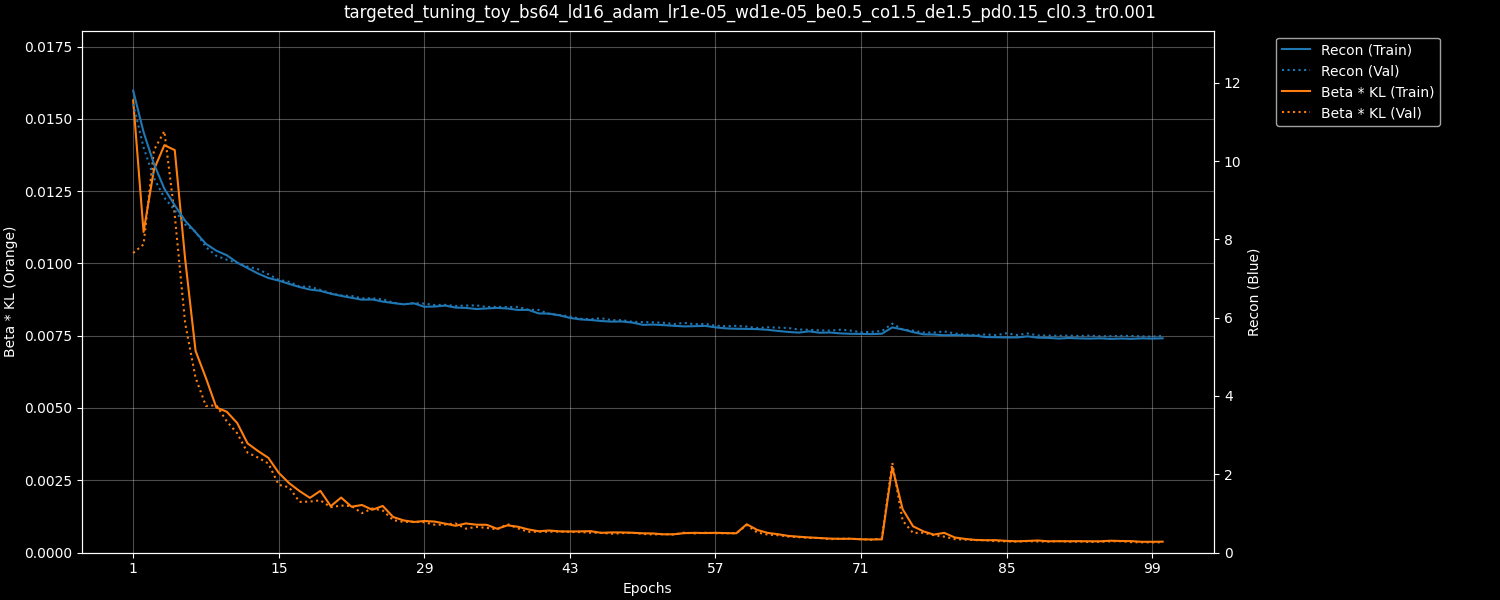 targeted_tuning_toy_bs64_ld16_adam_lr1e-05_wd1e-05_be0.5_co1.5_de1.5_pd0.15_cl0.3_tr0.001
Beta * KL (Orange)
0.0175
0.0150
0.0125
0.0100
0.0075
0.0050
0.0025
0.0000
1
15
29
43
57
71
85
99
Epochs
12
10
8
6
4
2
0
Recon (Blue)
Recon (Train)
Recon (Val)
Beta * KL (Train)
Beta * KL (Val)